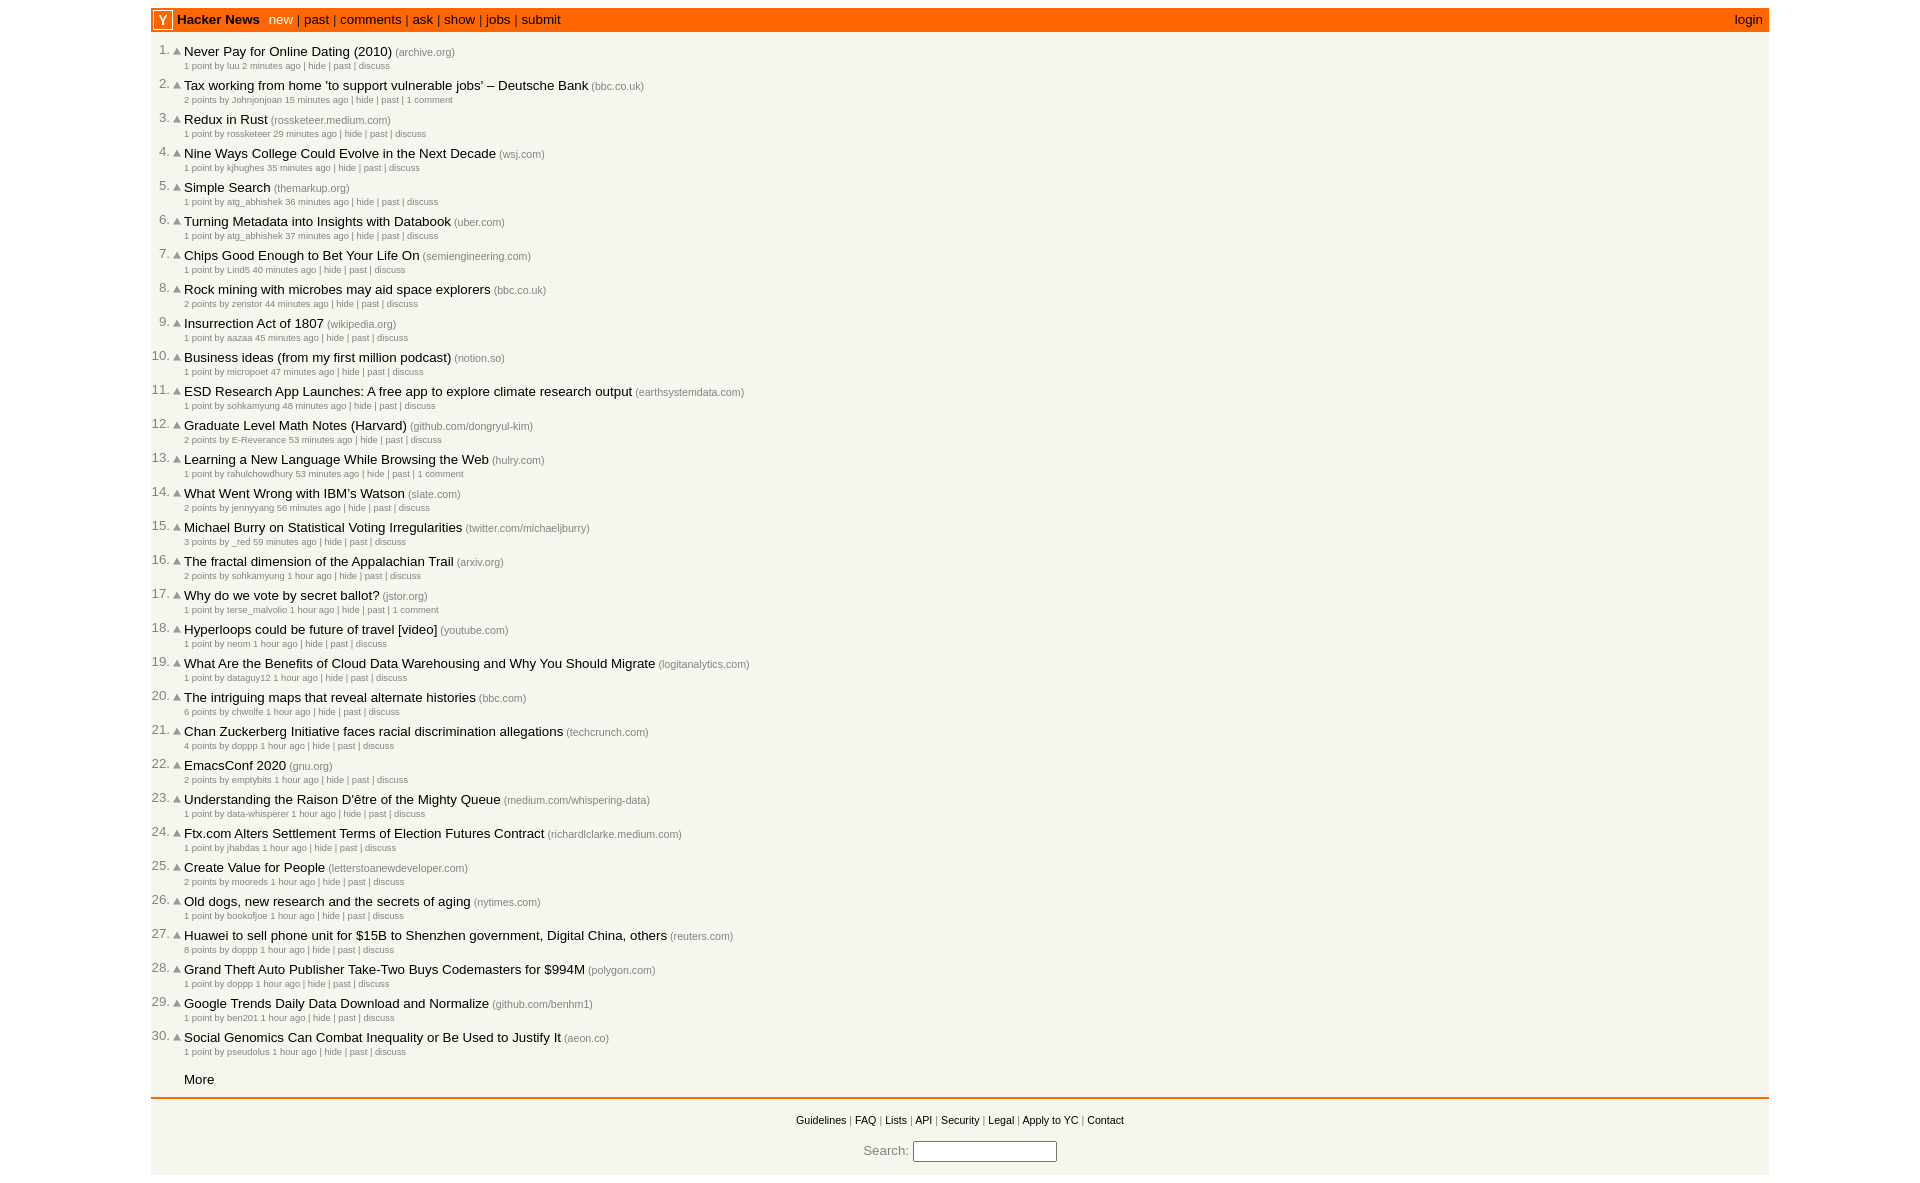 Y Hacker News new | past | comments | ask | show | jobs | submit login
1. Never Pay for Online Dating (2010) (archive.org)
1 point by luu 2 minutes ago | hide | past | discuss
2. Tax working from home 'to support vulnerable jobs' – Deutsche Bank (bbc.co.uk)
2 points by Johnjonjoan 15 minutes ago | hide | past | 1 comment
3. Redux in Rust (rossketeer.medium.com)
1 point by rossketeer 29 minutes ago | hide | past | discuss
4. Nine Ways College Could Evolve in the Next Decade (wsj.com)
1 point by kjhughes 35 minutes ago | hide | past | discuss
5. Simple Search (themarkup.org)
1 point by atg_abhishek 36 minutes ago | hide | past | discuss
6. Turning Metadata into Insights with Databook (uber.com)
1 point by atg_abhishek 37 minutes ago | hide | past | discuss
7. Chips Good Enough to Bet Your Life On (semiengineering.com)
1 point by Lind5 40 minutes ago | hide | past | discuss
8. Rock mining with microbes may aid space explorers (bbc.co.uk)
2 points by zeristor 44 minutes ago | hide | past | discuss
9. Insurrection Act of 1807 (wikipedia.org)
1 point by aazaa 45 minutes ago | hide | past | discuss
10. Business ideas (from my first million podcast) (notion.so)
1 point by micropoet 47 minutes ago | hide | past | discuss
11. ESD Research App Launches: A free app to explore climate research output (earthsystemdata.com)
1 point by sohkamyung 48 minutes ago | hide | past | discuss
12. Graduate Level Math Notes (Harvard) (github.com/dongryul-kim)
2 points by E-Reverance 53 minutes ago | hide | past | discuss
13. Learning a New Language While Browsing the Web (hulry.com)
1 point by rahulchowdhury 53 minutes ago | hide | past | 1 comment
14. What Went Wrong with IBM’s Watson (slate.com)
2 points by jennyyang 56 minutes ago | hide | past | discuss
15. Michael Burry on Statistical Voting Irregularities (twitter.com/michaeljburry)
3 points by _red 59 minutes ago | hide | past | discuss
16. The fractal dimension of the Appalachian Trail (arxiv.org)
2 points by sohkamyung 1 hour ago | hide | past | discuss
17. Why do we vote by secret ballot? (jstor.org)
1 point by terse_malvolio 1 hour ago | hide | past | 1 comment
18. Hyperloops could be future of travel [video] (youtube.com)
1 point by neom 1 hour ago | hide | past | discuss
19. What Are the Benefits of Cloud Data Warehousing and Why You Should Migrate (logitanalytics.com)
1 point by dataguy12 1 hour ago | hide | past | discuss
20. The intriguing maps that reveal alternate histories (bbc.com)
6 points by chwolfe 1 hour ago | hide | past | discuss
21. Chan Zuckerberg Initiative faces racial discrimination allegations (techcrunch.com)
4 points by doppp 1 hour ago | hide | past | discuss
22. EmacsConf 2020 (gnu.org)
2 points by emptybits 1 hour ago | hide | past | discuss
23. Understanding the Raison D'être of the Mighty Queue (medium.com/whispering-data)
1 point by data-whisperer 1 hour ago | hide | past | discuss
24. Ftx.com Alters Settlement Terms of Election Futures Contract (richardlclarke.medium.com)
1 point by jhabdas 1 hour ago | hide | past | discuss
25. Create Value for People (letterstoanewdeveloper.com)
2 points by mooreds 1 hour ago | hide | past | discuss
26. Old dogs, new research and the secrets of aging (nytimes.com)
1 point by bookofjoe 1 hour ago | hide | past | discuss
27. Huawei to sell phone unit for $15B to Shenzhen government, Digital China, others (reuters.com)
8 points by doppp 1 hour ago | hide | past | discuss
28. Grand Theft Auto Publisher Take-Two Buys Codemasters for $994M (polygon.com)
1 point by doppp 1 hour ago | hide | past | discuss
29. Google Trends Daily Data Download and Normalize (github.com/benhm1)
1 point by ben201 1 hour ago | hide | past | discuss
30. Social Genomics Can Combat Inequality or Be Used to Justify It (aeon.co)
1 point by pseudolus 1 hour ago | hide | past | discuss
More
Guidelines | FAQ | Lists | API | Security | Legal | Apply to YC | Contact
Search: